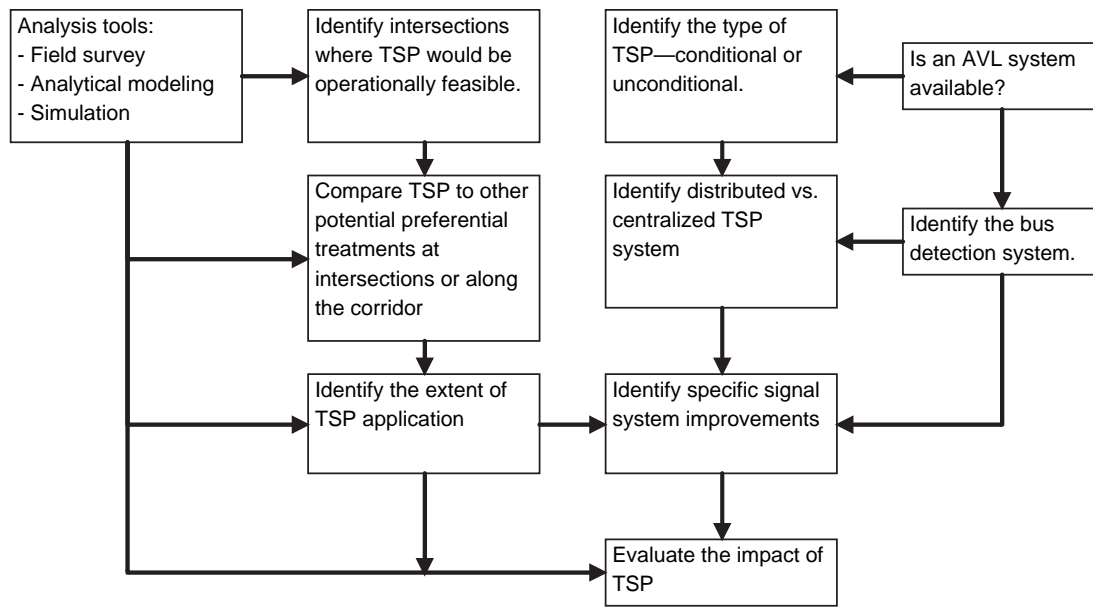 Analysis tools:
- Field survey
- Analytical modeling
- Simulation
Identify intersections
where TSP would be
operationally feasible.
Identify the type of
TSP—conditional or
unconditional.
Is an AVL system
available?
Compare TSP to other
potential preferential
treatments at
intersections or along
the corridor
Identify distributed vs.
centralized TSP
system
Identify the bus
detection system.
Identify the extent of
TSP application
Identify specific signal
system improvements
Evaluate the impact of
TSP